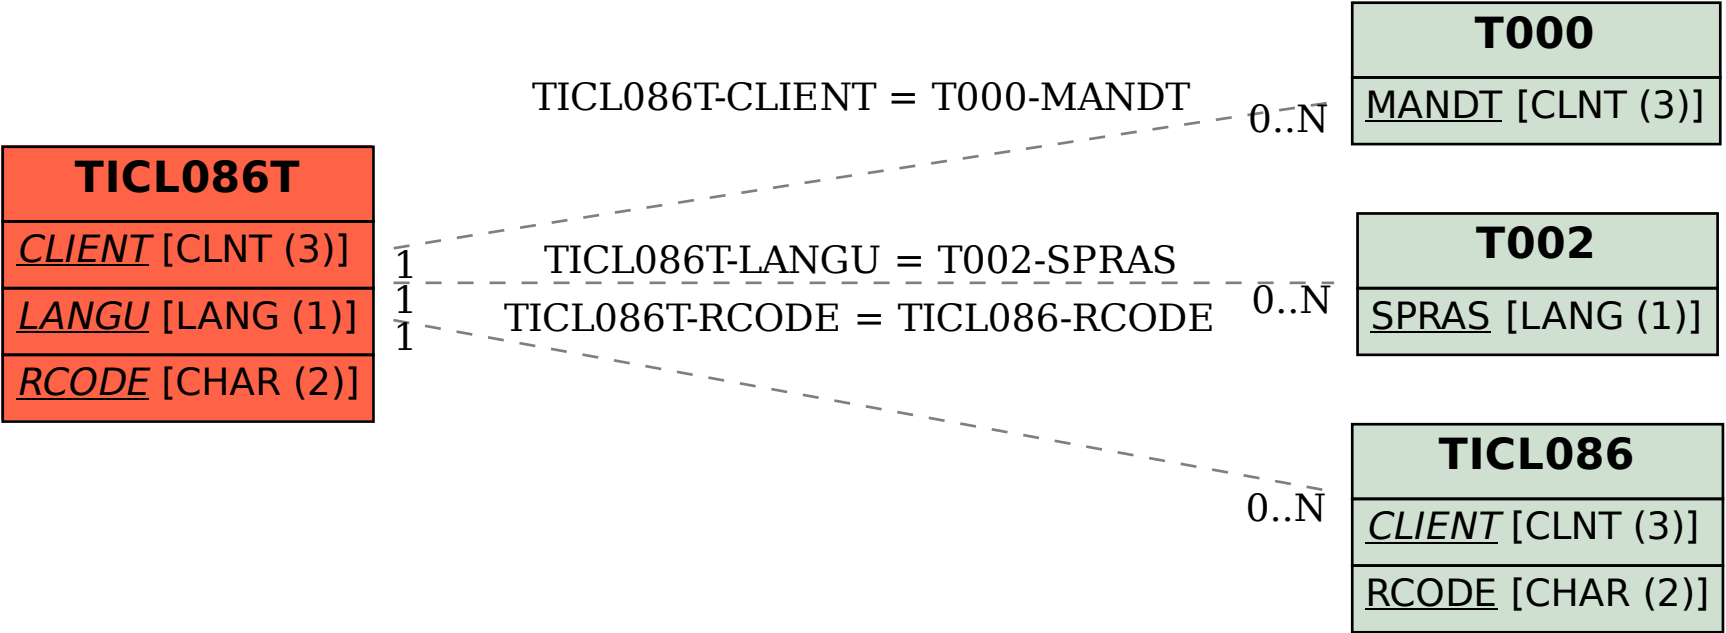 TICL086T
CLIENT [CLNT (3)]
LANGU [LANG (1)]
RCODE [CHAR (2)]
TICL086T-CLIENT = T000-MANDT
0..N
1
TICL086T-LANGU = T002-SPRAS
0..N
1
TICL086T-RCODE = TICL086-RCODE
0..N
1
T000
MANDT [CLNT (3)]
T002
SPRAS [LANG (1)]
TICL086
CLIENT [CLNT (3)]
RCODE [CHAR (2)]